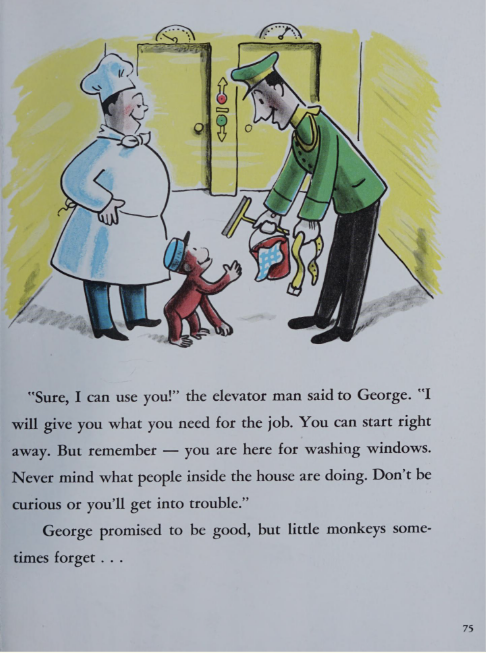 "Sure, I can use you!" the elevator man said to George. "I
will give you what you need for the job. You can start right
away. But remember — you are here for washing windows.
Never mind what people inside the house are doing. Don't be
curious or you'll get into trouble."
George promised to be good, but little monkeys some-
times forget . . .
75